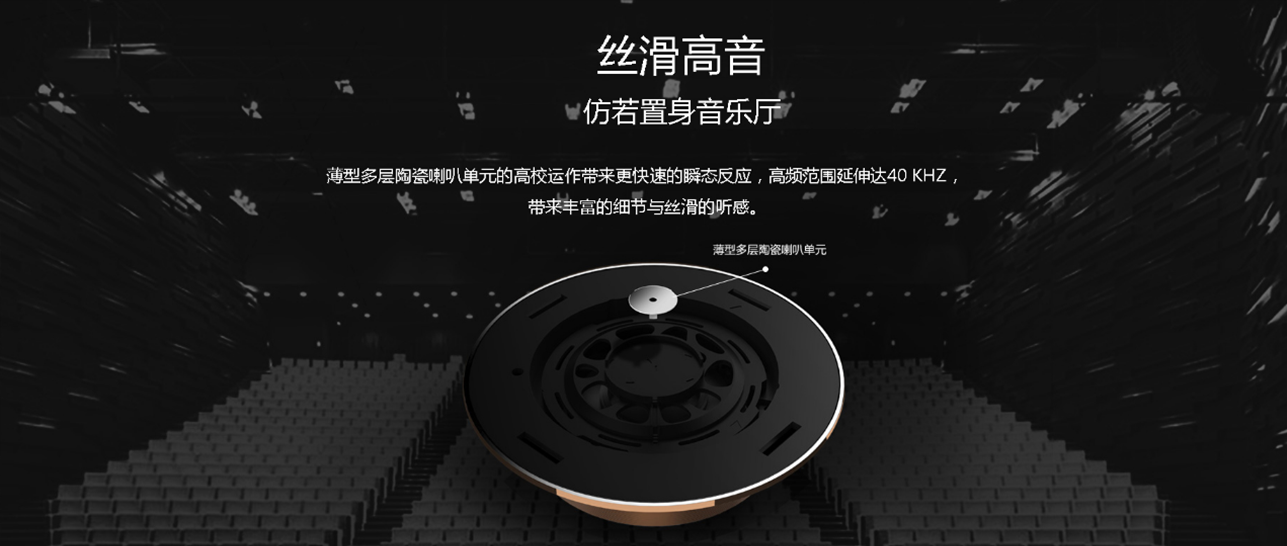 丝滑高音
仿若置身音乐厅
薄型多层陶瓷喇叭单元的高校运作带来更快速的瞬态反应，高频范围延伸达40 KHZ，
带来丰富的细节与丝滑的听感。
薄型多层陶瓷喇叭单元